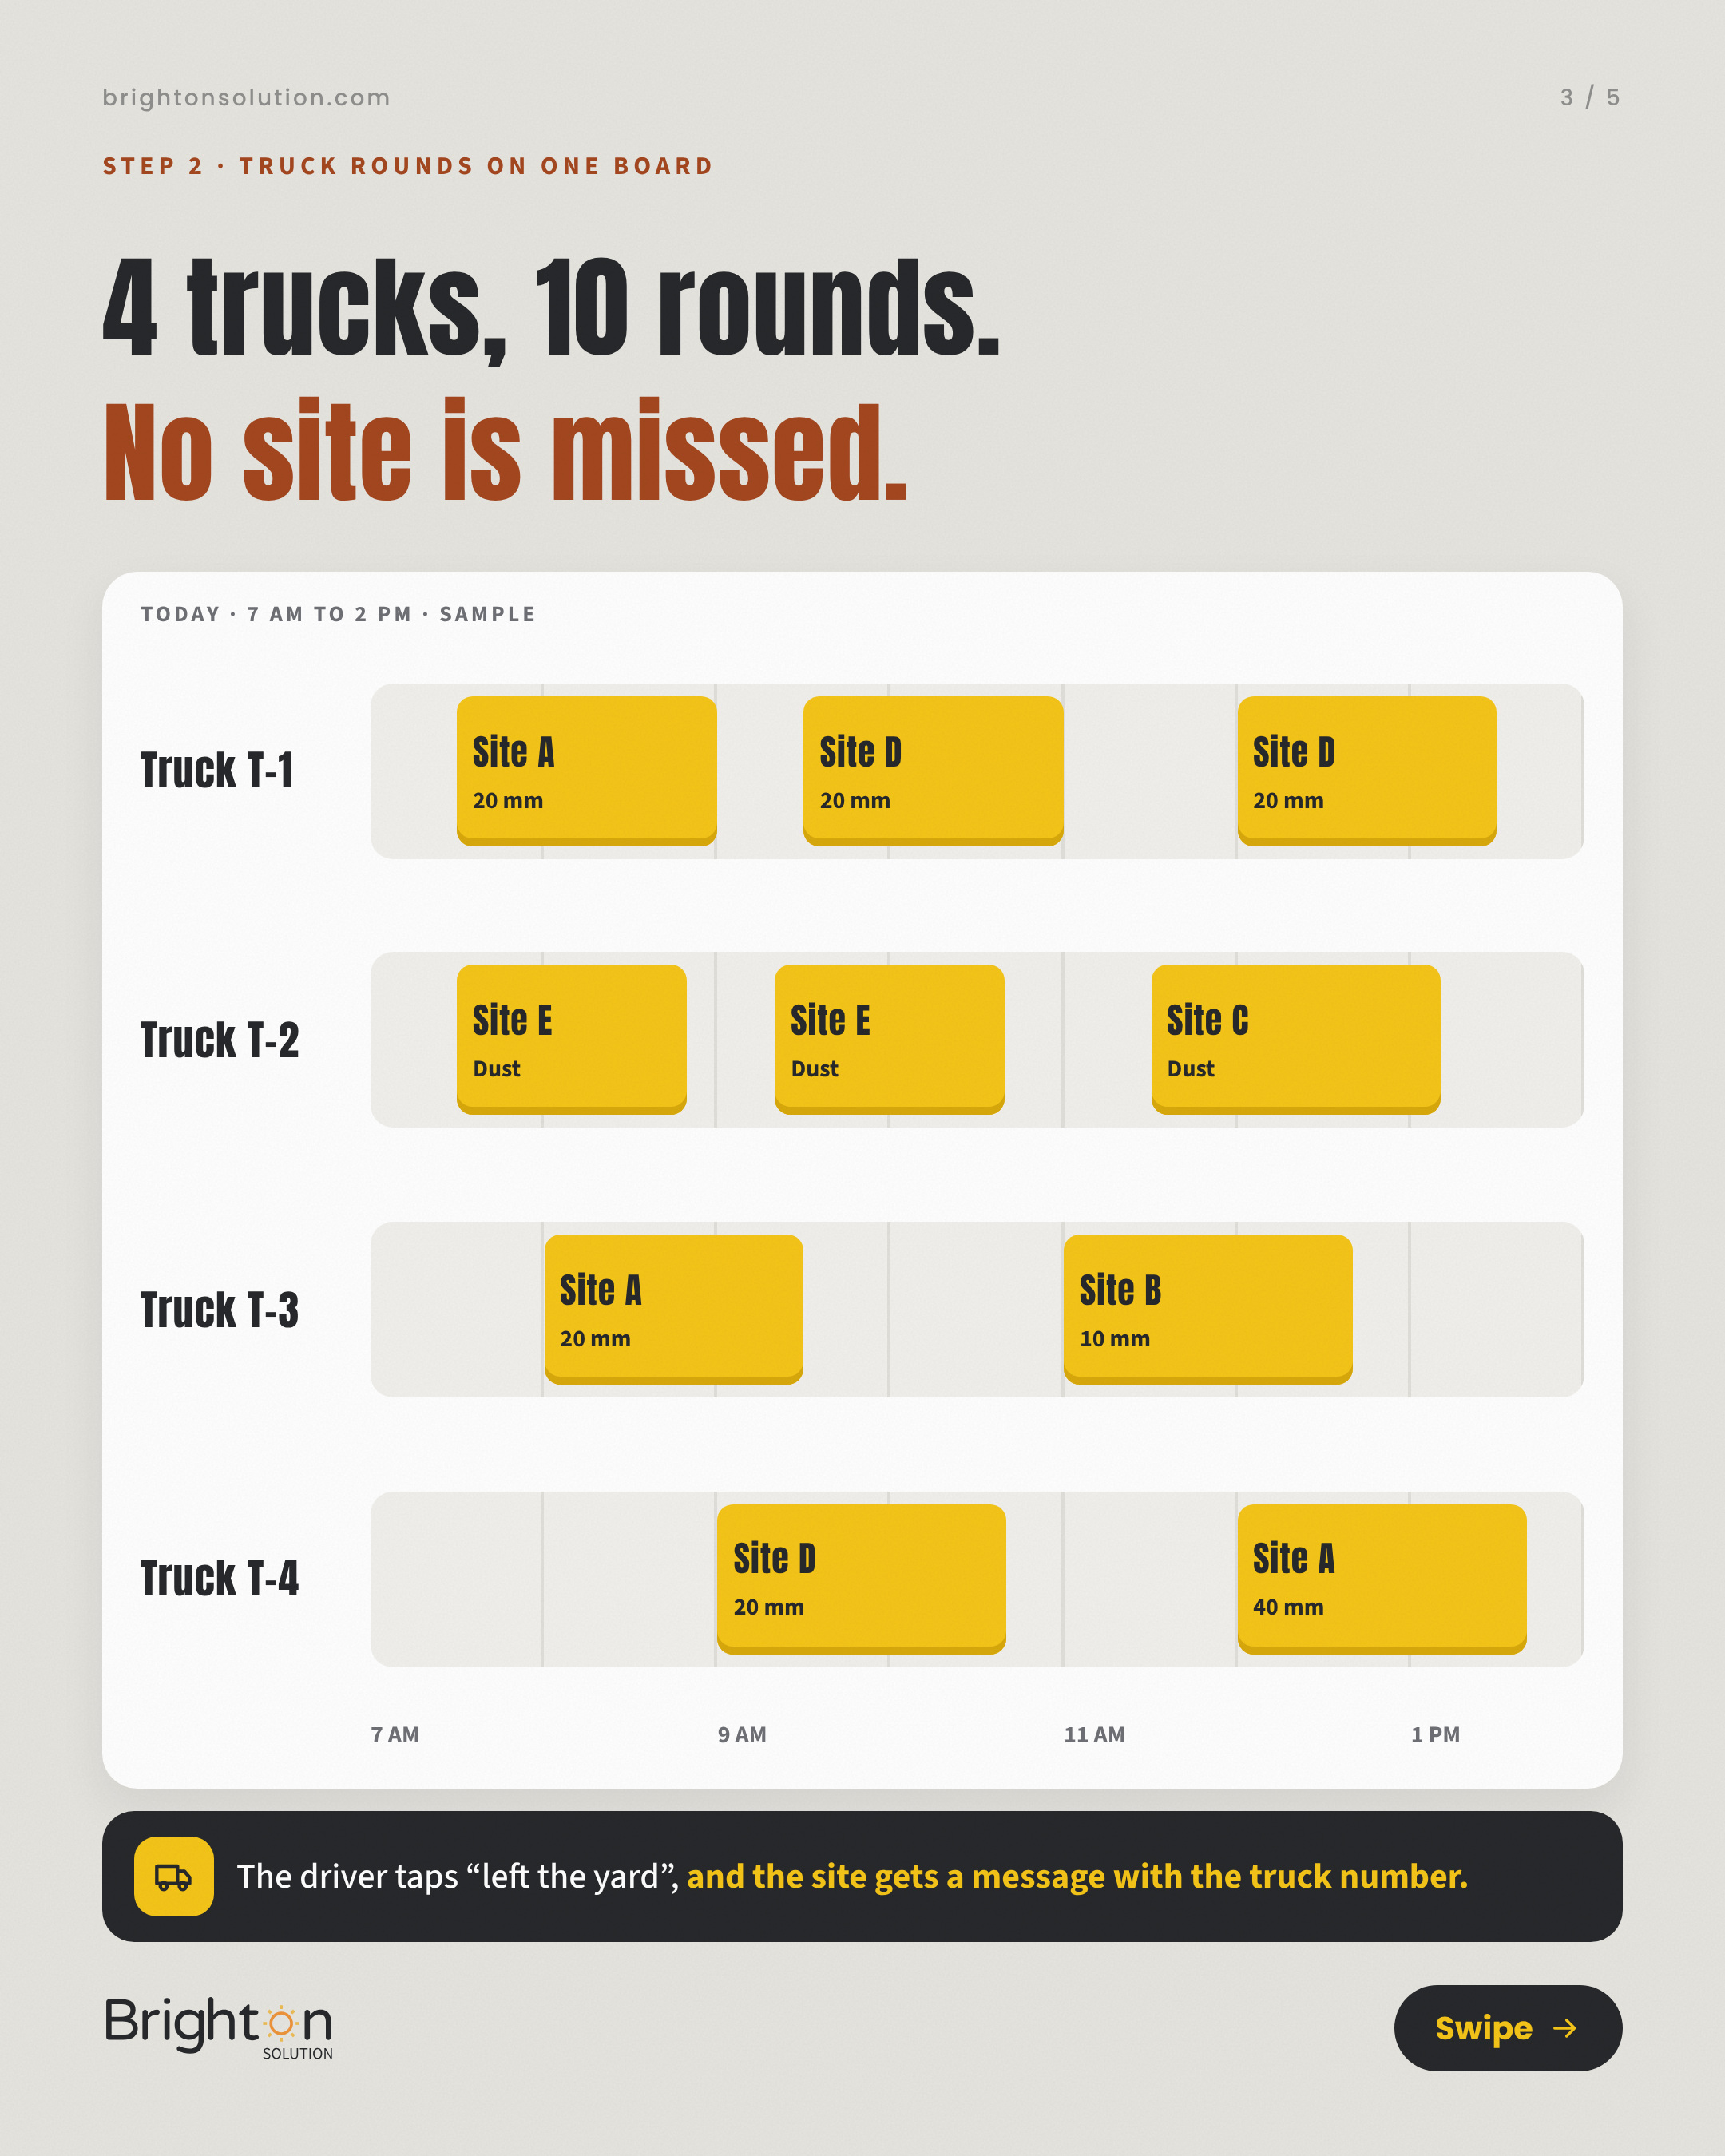 brightonsolution.com
3 / 5
STEP 2 · TRUCK ROUNDS ON ONE BOARD
4 trucks, 10 rounds.
No site is missed.
TODAY · 7 AM TO 2 PM · SAMPLE
Truck T-1
Site A
20 mm
Site D
20 mm
Site D
20 mm
Truck T-2
Site E
Dust
Site E
Dust
Site C
Dust
Truck T-3
Site A
20 mm
Site B
10 mm
Truck T-4
Site D
20 mm
Site A
40 mm
7 AM
9 AM
11 AM
1 PM
The driver taps “left the yard”, and the site gets a message with the truck number.
Brighton
SOLUTION
Swipe →